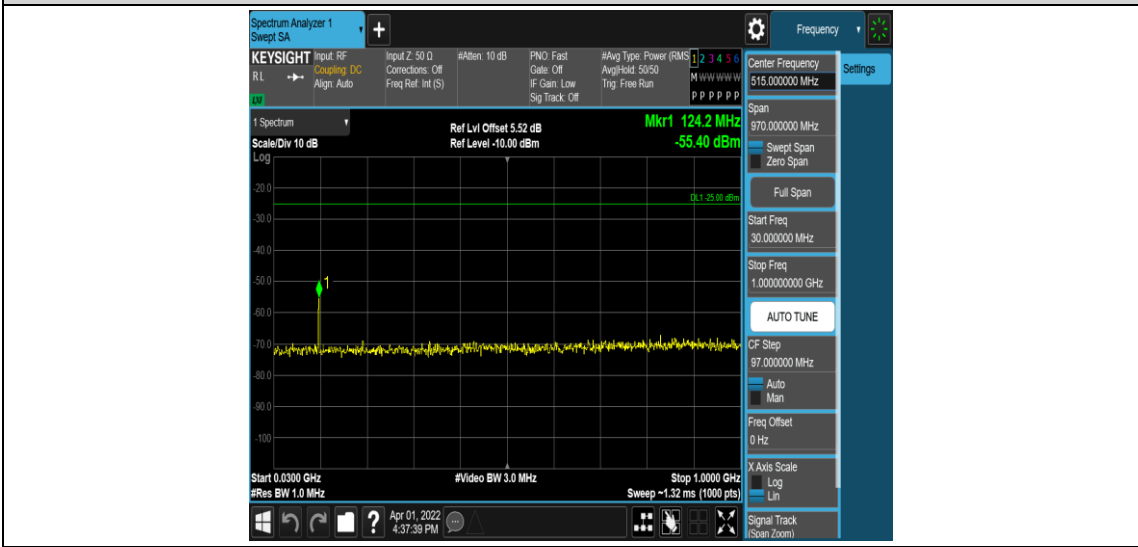 Spectrum Analyzer 1
Swept SA
+
Frequency
KEYSIGHT
RL
LXI
Input: RF
Coupling: DC
Align: Auto
Input Z: 50 Ω
Corrections: Off
Freq Ref: Int (S)
#Atten: 10 dB
PNO: Fast
Gate: Off
IF Gain: Low
Sig Track: Off
#Avg Type: Power (RMS
Avg|Hold: 50/50
Trig: Free Run
1 2 3 4 5 6
M W W W W W
P P P P P P
Center Frequency
515.000000 MHz
Settings
1 Spectrum
Scale/Div 10 dB
Ref Lvl Offset 5.52 dB
Ref Level -10.00 dBm
Mkr1 124.2 MHz
-55.40 dBm
Log
-20.0
DL1 -25.00 dBm
-30.0
-40.0
-50.0
1
-60.0
-70.0
-80.0
-90.0
-100
Start 0.0300 GHz
#Video BW 3.0 MHz
Stop 1.0000 GHz
#Res BW 1.0 MHz
Sweep ~1.32 ms (1000 pts)
Span
970.000000 MHz
Swept Span
Zero Span
Full Span
Start Freq
30.000000 MHz
Stop Freq
1.000000000 GHz
AUTO TUNE
CF Step
97.000000 MHz
Auto
Man
Freq Offset
0 Hz
X Axis Scale
Log
Lin
Signal Track
(Span Zoom)
?
Apr 01, 2022
4:37:39 PM